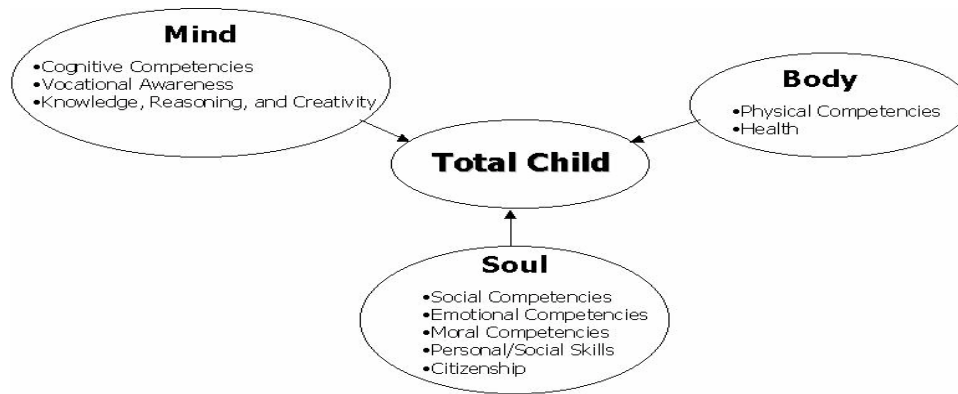 Mind
•Cognitive Competencies
•Vocational Awareness
•Knowledge, Reasoning, and Creativity
Body
•Physical Competencies
•Health
Total Child
Soul
•Social Competencies
•Emotional Competencies
•Moral Competencies
•Personal/Social Skills
•Citizenship